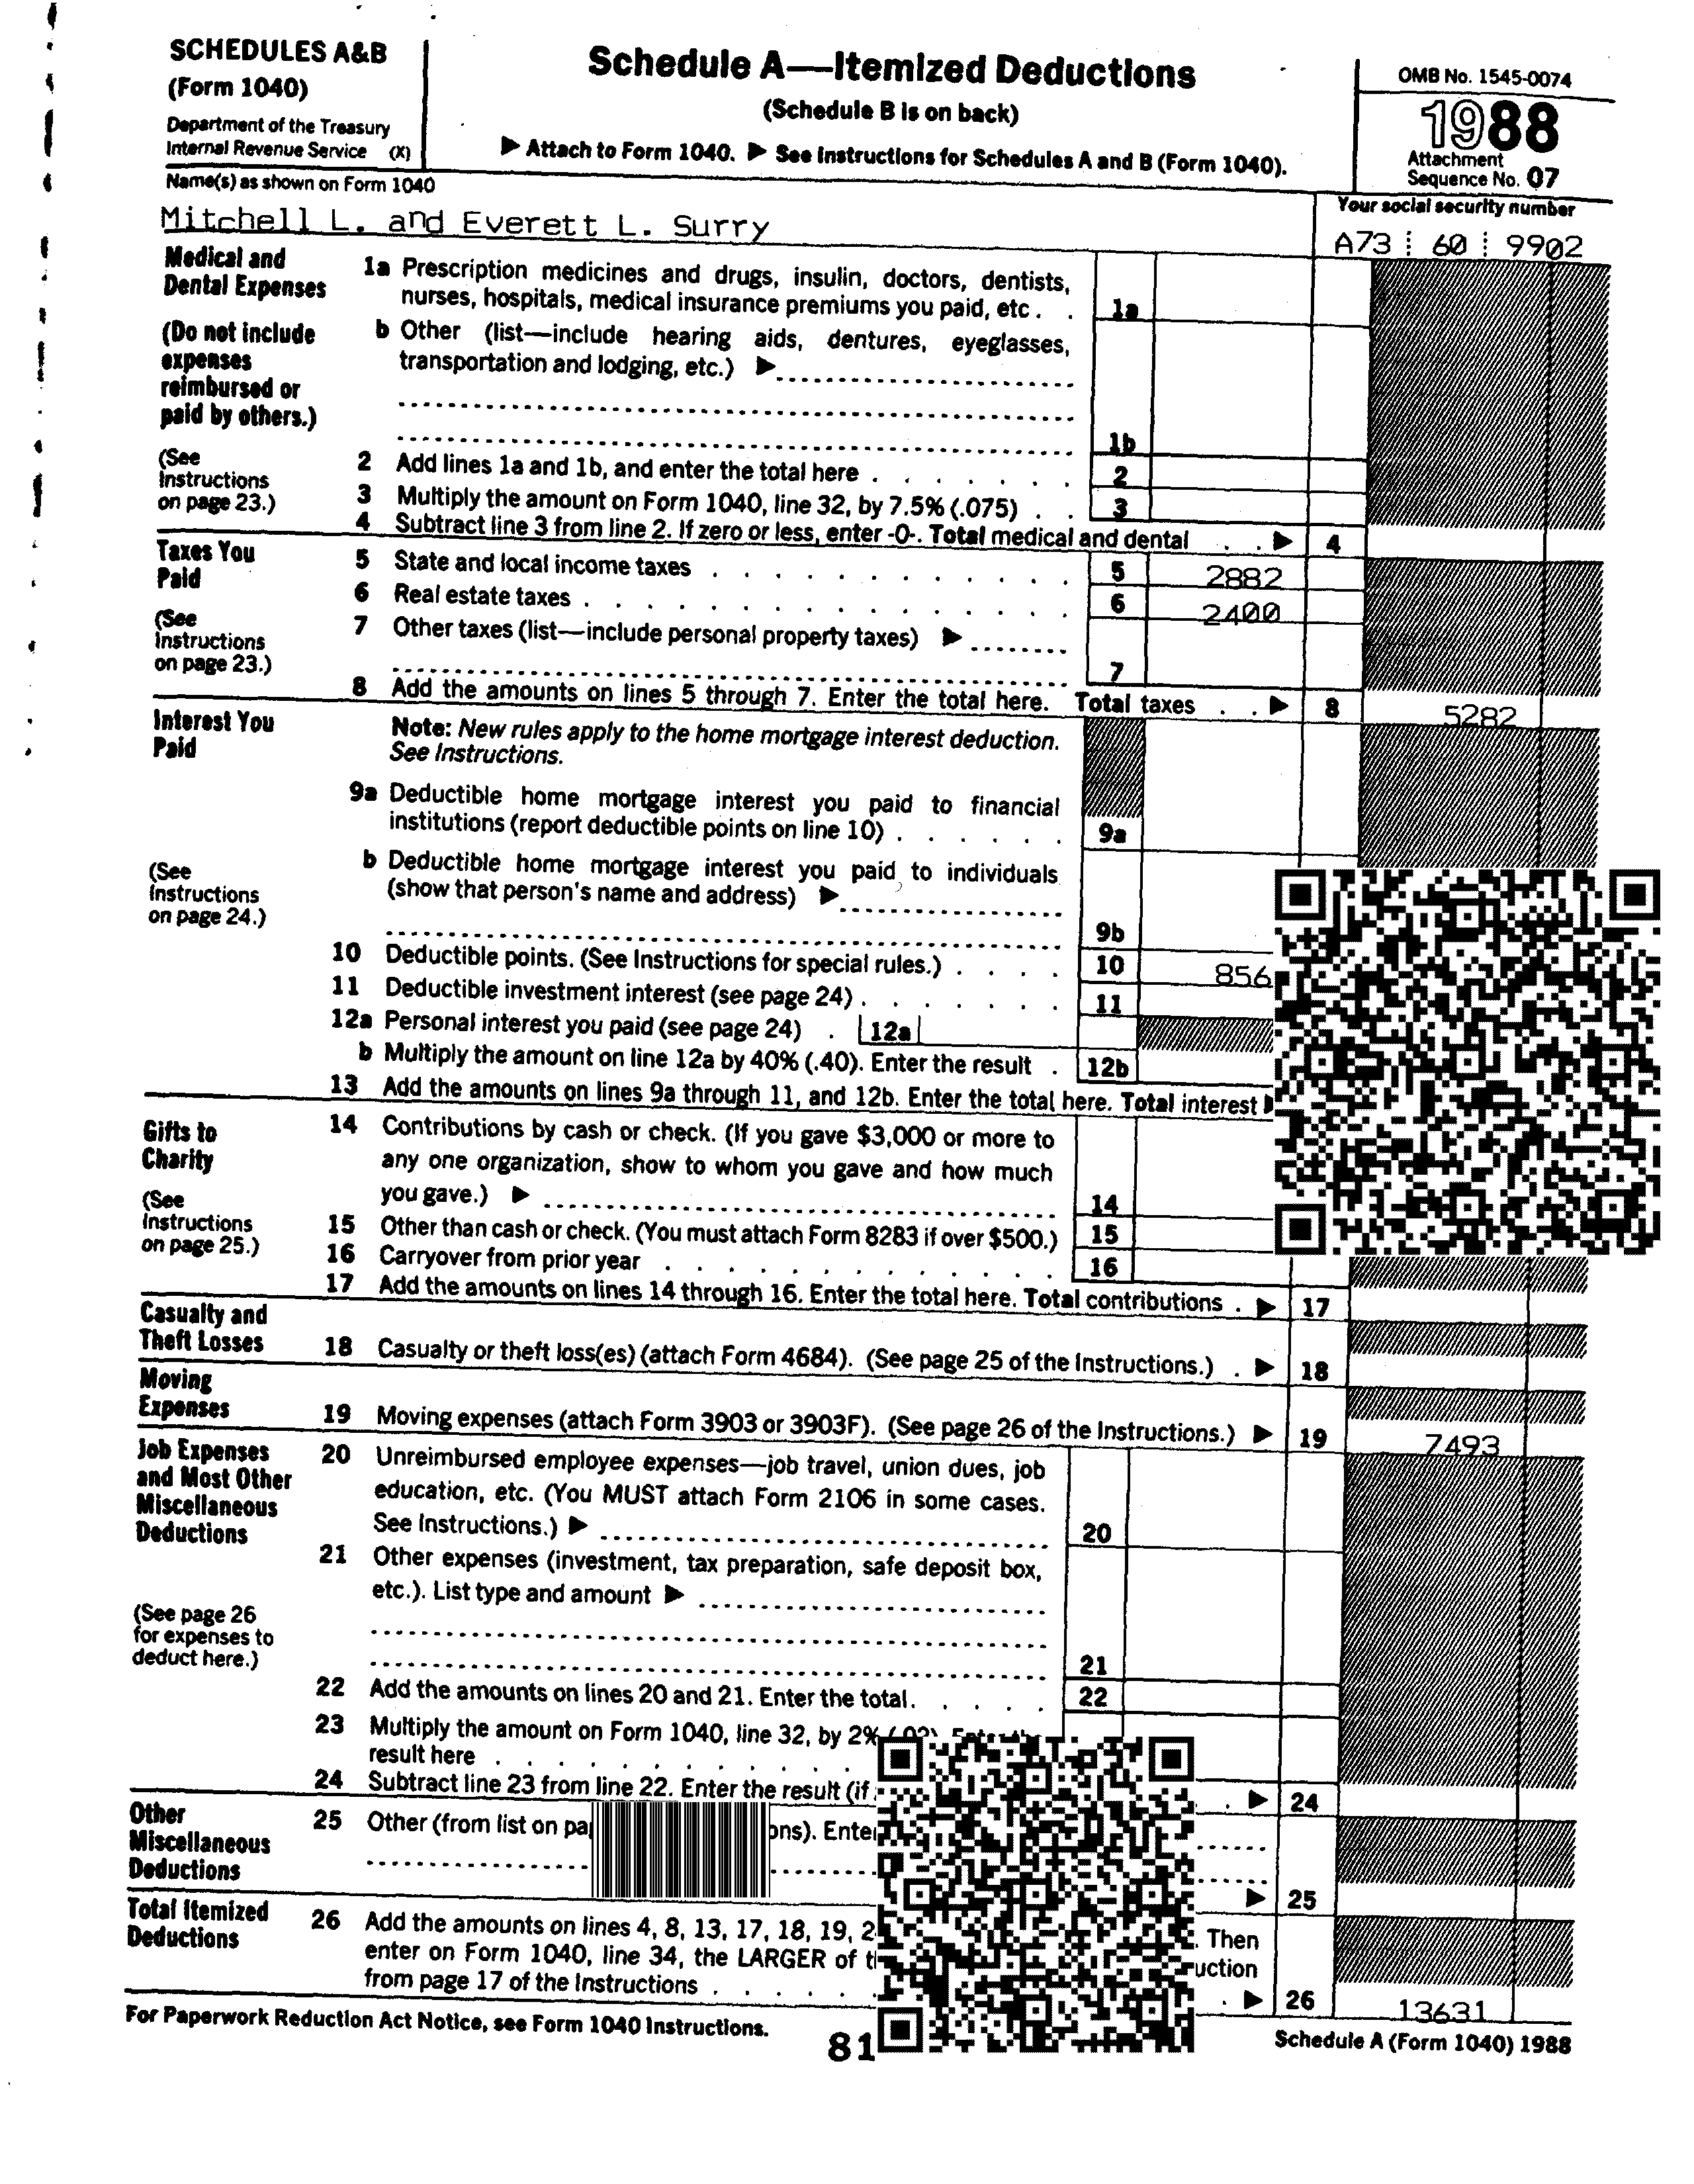 SCHEDULES A&B
(Form 1040)
Department of the Treasury
Internal Revenue Service (X)
Schedule A—Itemized Deductions
(Schedule B is on back)
▶ Attach to Form 1040. ▶ See Instructions for Schedules A and B (Form 1040).
OMB No. 1545-0074
1988
Attachment
Sequence No. 07
Name(s) as shown on Form 1040
Your social security number
Mitchell L. and Everett L. Surry
A73 60 9902
Medical and
Dental Expenses
(Do not include
expenses
reimbursed or
paid by others.)
(See
Instructions
on page 23.)
1a Prescription medicines and drugs, insulin, doctors, dentists,
nurses, hospitals, medical insurance premiums you paid, etc . . 1a
b Other (list—include hearing aids, dentures, eyeglasses,
transportation and lodging, etc.) ▶
1b
2 Add lines 1a and 1b, and enter the total here . . . . . . . 2
3 Multiply the amount on Form 1040, line 32, by 7.5% (.075) . . 3
4 Subtract line 3 from line 2. If zero or less, enter -0-. Total medical and dental . . ▶ 4
Taxes You
Paid
(See
Instructions
on page 23.)
5 State and local income taxes . . . . . . . . . . . . 5 2882
6 Real estate taxes . . . . . . . . . . . . . . . . 6 2400
7 Other taxes (list—include personal property taxes) ▶
7
8 Add the amounts on lines 5 through 7. Enter the total here. Total taxes . . ▶ 8 5282
Interest You
Paid
(See
Instructions
on page 24.)
Note: New rules apply to the home mortgage interest deduction.
See Instructions.
9a Deductible home mortgage interest you paid to financial
institutions (report deductible points on line 10) . . . . . . 9a
b Deductible home mortgage interest you paid to individuals
(show that person's name and address) ▶
9b
10 Deductible points. (See Instructions for special rules.) . . . . 10 856
11 Deductible investment interest (see page 24) . . . . . . . 11
12a Personal interest you paid (see page 24) . 12a
b Multiply the amount on line 12a by 40% (.40). Enter the result . 12b
13 Add the amounts on lines 9a through 11, and 12b. Enter the total here. Total interest
Gifts to
Charity
(See
Instructions
on page 25.)
14 Contributions by cash or check. (If you gave $3,000 or more to
any one organization, show to whom you gave and how much
you gave.) ▶ 14
15 Other than cash or check. (You must attach Form 8283 if over $500.) 15
16 Carryover from prior year . . . . . . . . . . . . . 16
17 Add the amounts on lines 14 through 16. Enter the total here. Total contributions . ▶ 17
Casualty and
Theft Losses
18 Casualty or theft loss(es) (attach Form 4684). (See page 25 of the Instructions.) . ▶ 18
Moving
Expenses
19 Moving expenses (attach Form 3903 or 3903F). (See page 26 of the Instructions.) ▶ 19 7493
Job Expenses
and Most Other
Miscellaneous
Deductions
(See page 26
for expenses to
deduct here.)
20 Unreimbursed employee expenses—job travel, union dues, job
education, etc. (You MUST attach Form 2106 in some cases.
See Instructions.) ▶ 20
21 Other expenses (investment, tax preparation, safe deposit box,
etc.). List type and amount ▶
21
22 Add the amounts on lines 20 and 21. Enter the total. . . . . 22
23 Multiply the amount on Form 1040, line 32, by 2%
result here . . . . . . . . . .
24 Subtract line 23 from line 22. Enter the result (if . ▶ 24
Other
Miscellaneous
Deductions
25 Other (from list on
▶ 25
Total Itemized
Deductions
26 Add the amounts on lines 4, 8, 13, 17, 18, 19, Then
enter on Form 1040, line 34, the LARGER of
from page 17 of the Instructions . . . . . . ▶ 26 13631
For Paperwork Reduction Act Notice, see Form 1040 Instructions.
81
Schedule A (Form 1040) 1988